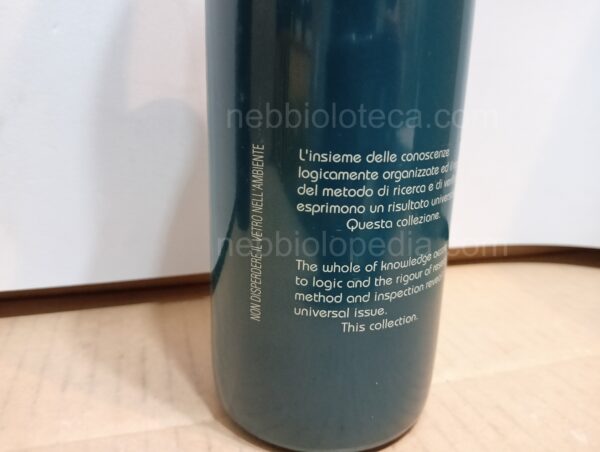 nebbioloteca.com
L'insieme delle conoscenze
logicamente organizzate ed il
del metodo di ricerca e di
esprimono un risultato
Questa collezione.
nebbiolopedia.com
The whole of knowledge
to logic and the rigour of
method and inspection
universal issue.
This collection.
NON DISPERDERE IL VETRO NELL'AMBIENTE